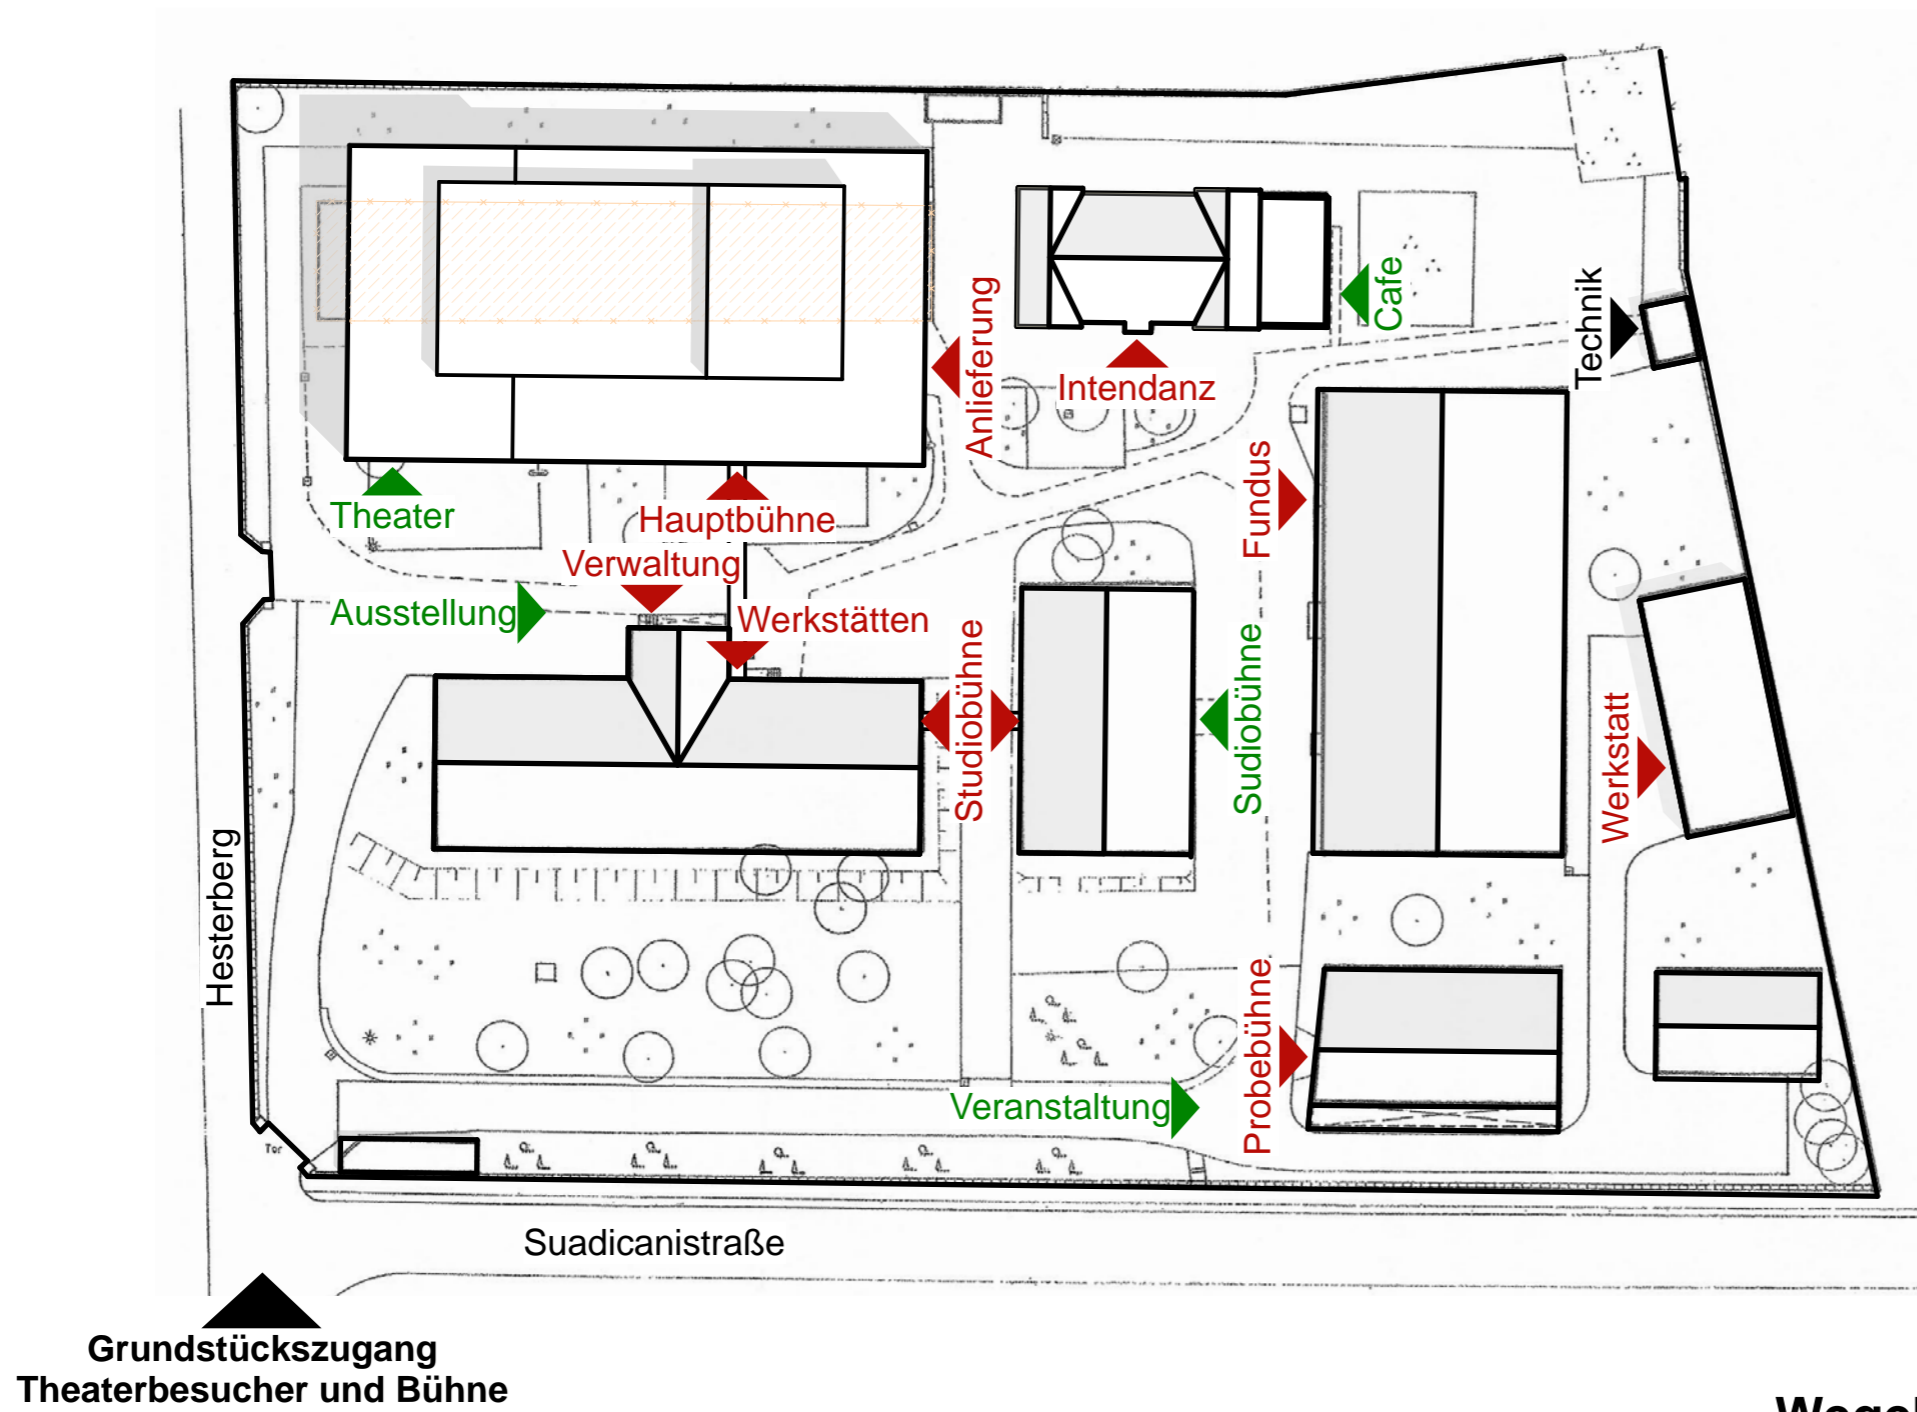 Cafe
Technik
Anlieferung
Intendanz
Theater
Hauptbühne
Fundus
Verwaltung
Ausstellung
Werkstätten
Studiobühne
Sudiobühne
Werkstatt
Hesterberg
Probebühne
Veranstaltung
Tor
Suadicanistraße
Grundstückszugang
Theaterbesucher und Bühne